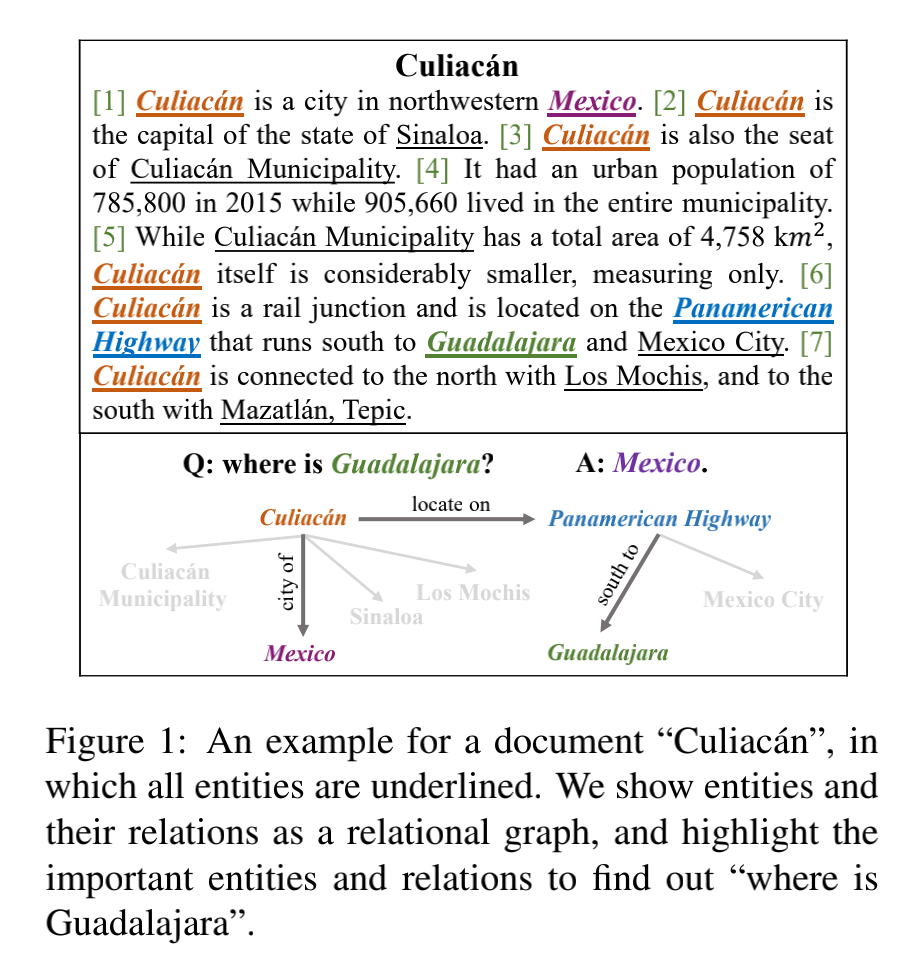 Culiacán
[1] Culiacán is a city in northwestern Mexico. [2] Culiacán is
the capital of the state of Sinaloa. [3] Culiacán is also the seat
of Culiacán Municipality. [4] It had an urban population of
785,800 in 2015 while 905,660 lived in the entire municipality.
[5] While Culiacán Municipality has a total area of 4,758 km²,
Culiacán itself is considerably smaller, measuring only. [6]
Culiacán is a rail junction and is located on the Panamerican
Highway that runs south to Guadalajara and Mexico City. [7]
Culiacán is connected to the north with Los Mochis, and to the
south with Mazatlán, Tepic.
Q: where is Guadalajara? A: Mexico.
Culiacán locate on Panamerican Highway
Culiacán
Municipality
city of
Sinaloa
Los Mochis
south to
Mexico City
Mexico
Guadalajara
Figure 1: An example for a document “Culiacán”, in
which all entities are underlined. We show entities and
their relations as a relational graph, and highlight the
important entities and relations to find out “where is
Guadalajara”.